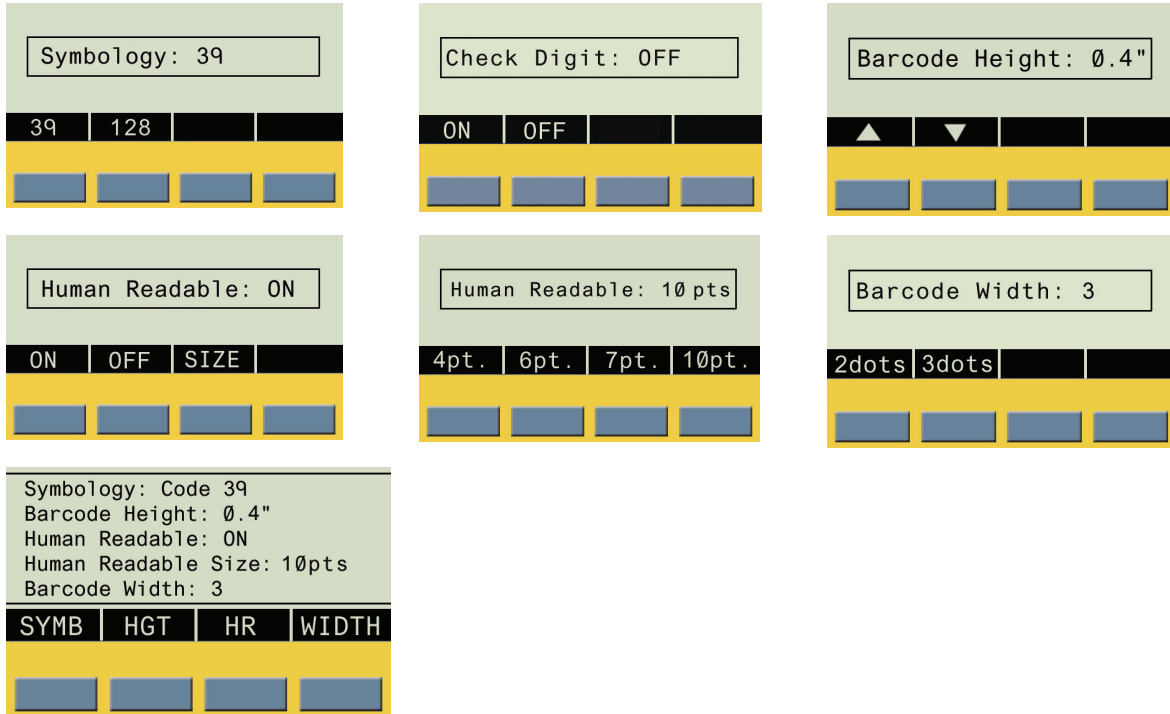 Symbology: 39
39 128
Check Digit: OFF
ON OFF
Barcode Height: 0.4"
▲ ▼
Human Readable: ON
ON OFF SIZE
Human Readable: 10 pts
4pt. 6pt. 7pt. 10pt.
Barcode Width: 3
2dots 3dots
Symbology: Code 39
Barcode Height: 0.4"
Human Readable: ON
Human Readable Size: 10pts
Barcode Width: 3
SYMB HGT HR WIDTH